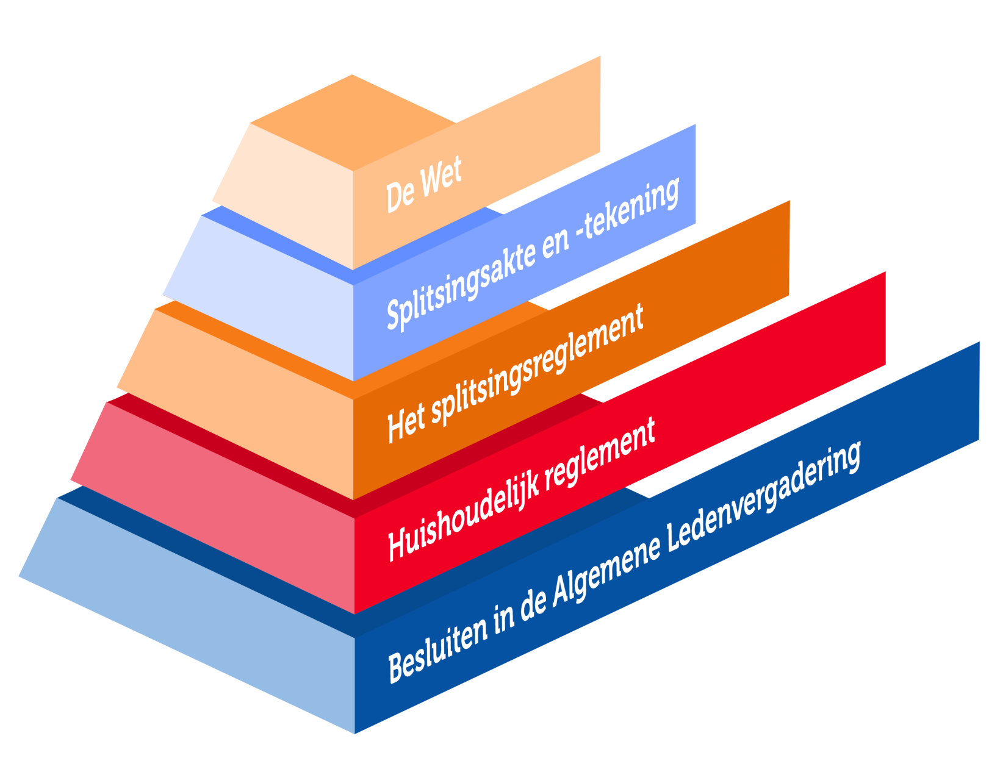 De Wet
Splitsingsakte en -tekening
Het splitsingsreglement
Huishoudelijk reglement
Besluiten in de Algemene Ledenvergadering